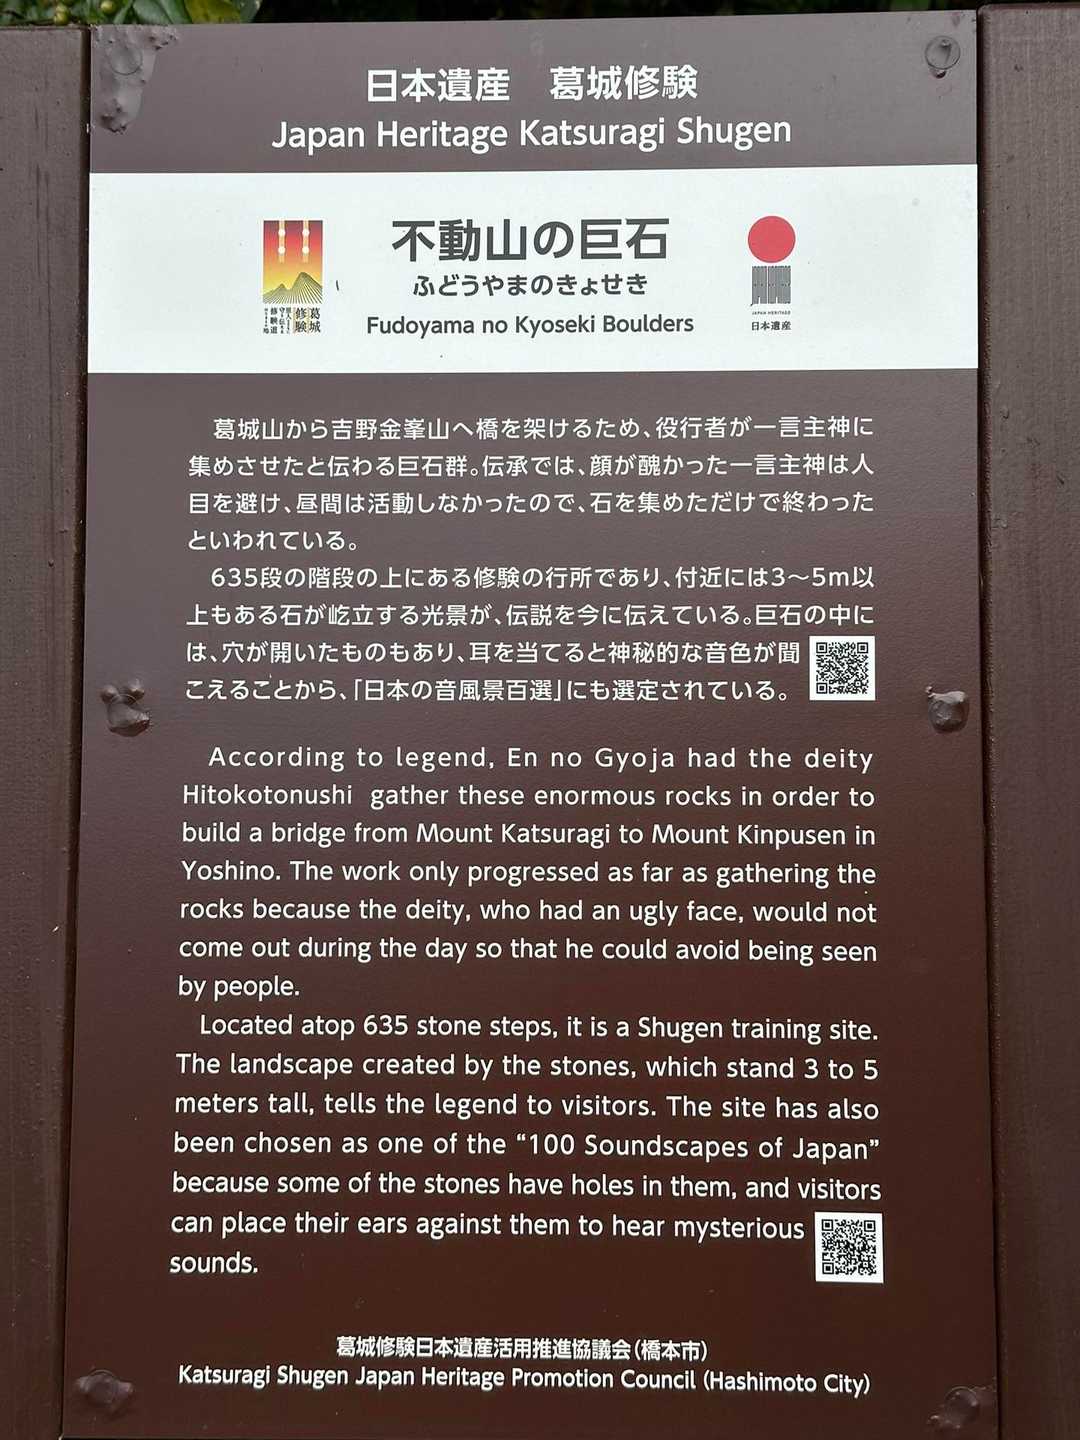 日本遺産 葛城修験
Japan Heritage Katsuragi Shugen
不動山の巨石
ふどうやまのきょせき
Fudoyama no Kyoseki Boulders
葛城
修験
JAPAN HERITAGE
日本遺産
葛城山から吉野金峯山へ橋を架けるため、役行者が一言主神に
集めさせたと伝わる巨石群。伝承では、顔が醜かった一言主神は人
目を避け、昼間は活動しなかったので、石を集めただけで終わった
といわれている。
635段の階段の上にある修験の行所であり、付近には3〜5m以
上もある石が屹立する光景が、伝説を今に伝えている。巨石の中に
は、穴が開いたものもあり、耳を当てると神秘的な音色が聞
こえることから、「日本の音風景百選」にも選定されている。
According to legend, En no Gyoja had the deity
Hitokotonushi gather these enormous rocks in order to
build a bridge from Mount Katsuragi to Mount Kinpusen in
Yoshino. The work only progressed as far as gathering the
rocks because the deity, who had an ugly face, would not
come out during the day so that he could avoid being seen
by people.
Located atop 635 stone steps, it is a Shugen training site.
The landscape created by the stones, which stand 3 to 5
meters tall, tells the legend to visitors. The site has also
been chosen as one of the “100 Soundscapes of Japan”
because some of the stones have holes in them, and visitors
can place their ears against them to hear mysterious
sounds.
葛城修験日本遺産活用推進協議会（橋本市）
Katsuragi Shugen Japan Heritage Promotion Council (Hashimoto City)